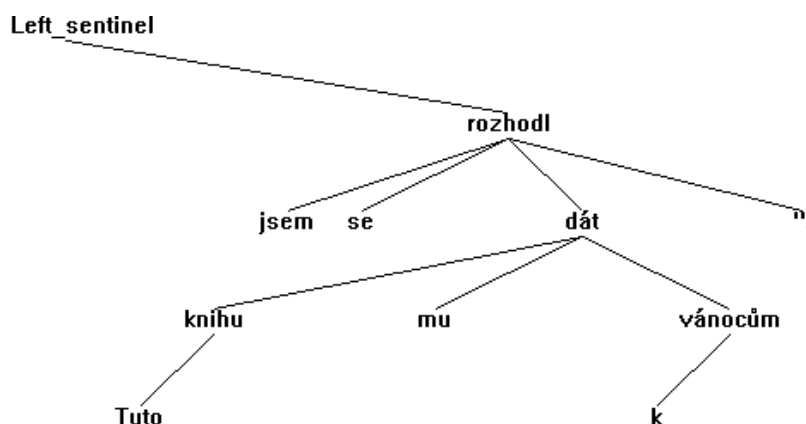 Left_sentinel
rozhodl
jsem se dát
knihu mu vánocům
Tuto k